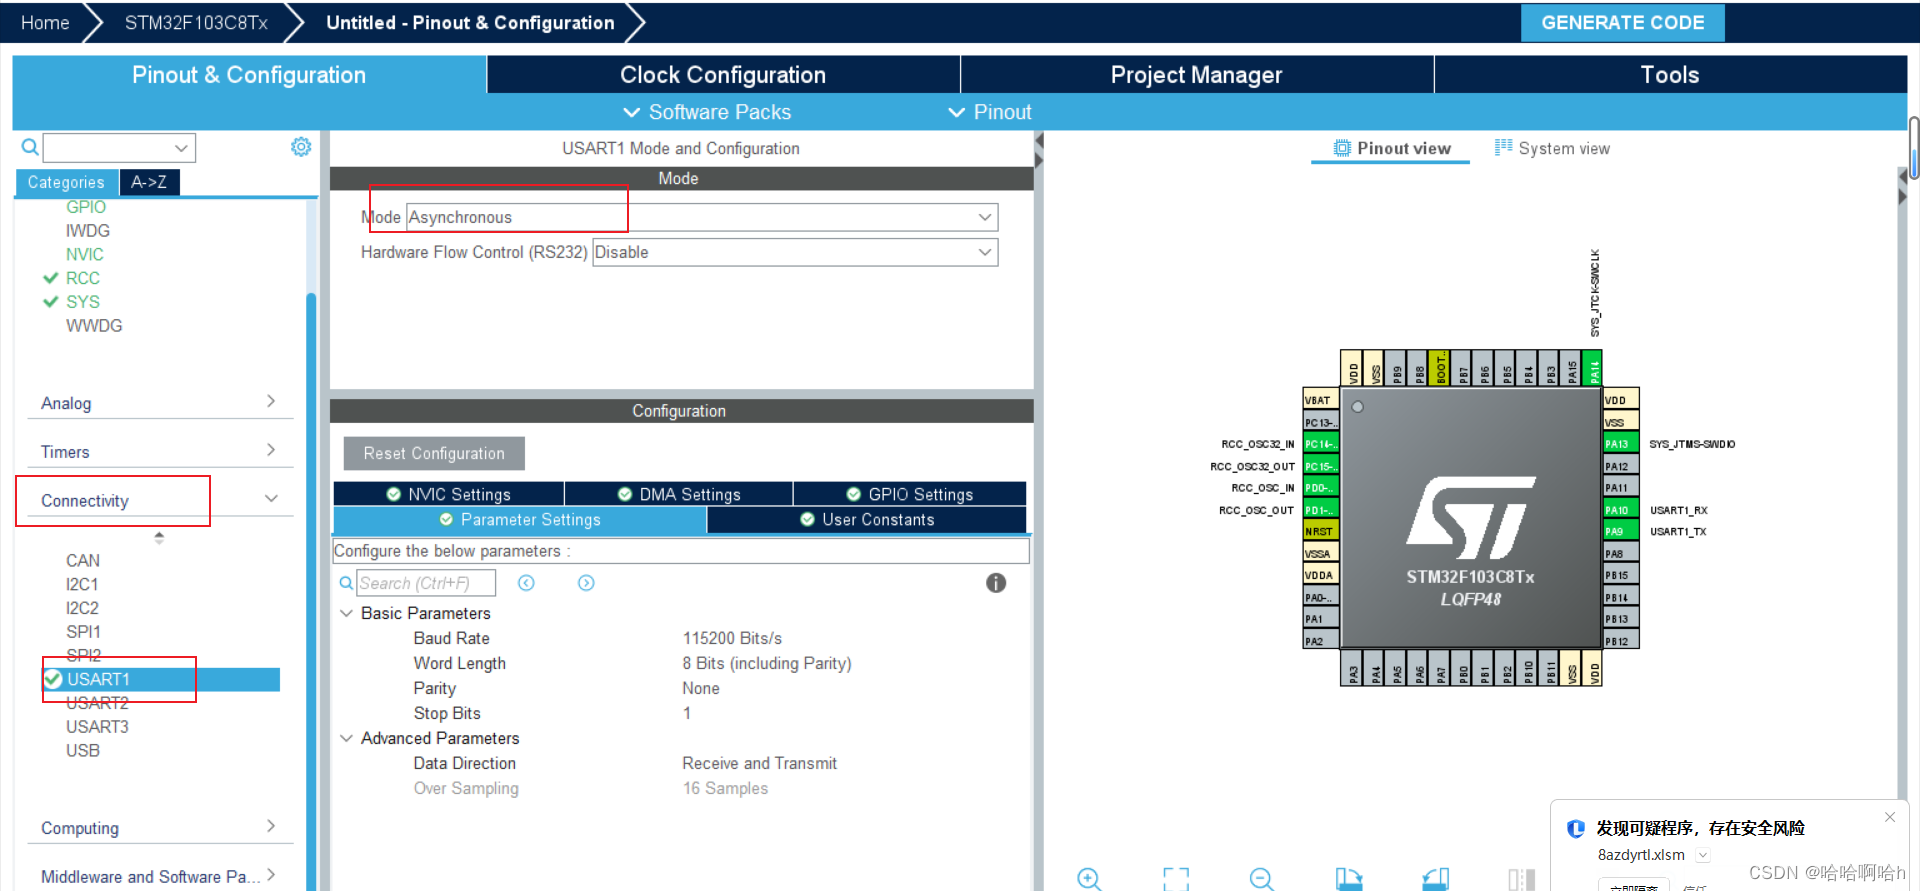 Home
STM32F103C8Tx
Untitled - Pinout & Configuration
GENERATE CODE
Pinout & Configuration
Clock Configuration
Project Manager
Tools
Software Packs
Pinout
USART1 Mode and Configuration
Pinout view
System view
Categories
A->Z
GPIO
IWDG
NVIC
RCC
SYS
WWDG
Analog
Timers
Connectivity
CAN
I2C1
I2C2
SPI1
SPI2
USART1
USART2
USART3
USB
Computing
Middleware and Software Pa...
Mode
Mode Asynchronous
Hardware Flow Control (RS232) Disable
Configuration
Reset Configuration
NVIC Settings
DMA Settings
GPIO Settings
Parameter Settings
User Constants
Configure the below parameters :
Search (Ctrl+F)
Basic Parameters
Baud Rate 115200 Bits/s
Word Length 8 Bits (including Parity)
Parity None
Stop Bits 1
Advanced Parameters
Data Direction Receive and Transmit
Over Sampling 16 Samples
SYS_JTCK-SWCLK
VDD
VSS
PB9
PB8
BOOT..
PB7
PB6
PB5
PB4
PB3
PA15
PA14
VBAT
PC13-..
RCC_OSC32_IN PC14-..
RCC_OSC32_OUT PC15-..
RCC_OSC_IN PD0-..
RCC_OSC_OUT PD1-..
NRST
VSSA
VDDA
PA0-..
PA1
PA2
VDD
VSS
PA13 SYS_JTMS-SWDIO
PA12
PA11
PA10 USART1_RX
PA9 USART1_TX
PA8
PB15
PB14
PB13
PB12
STM32F103C8Tx
LQFP48
PA3
PA4
PA5
PA6
PA7
PB0
PB1
PB2
PB10
PB11
VSS
VDD
发现可疑程序，存在安全风险
8azdyrtl.xlsm
立即隔离
信任
CSDN @哈哈啊哈h